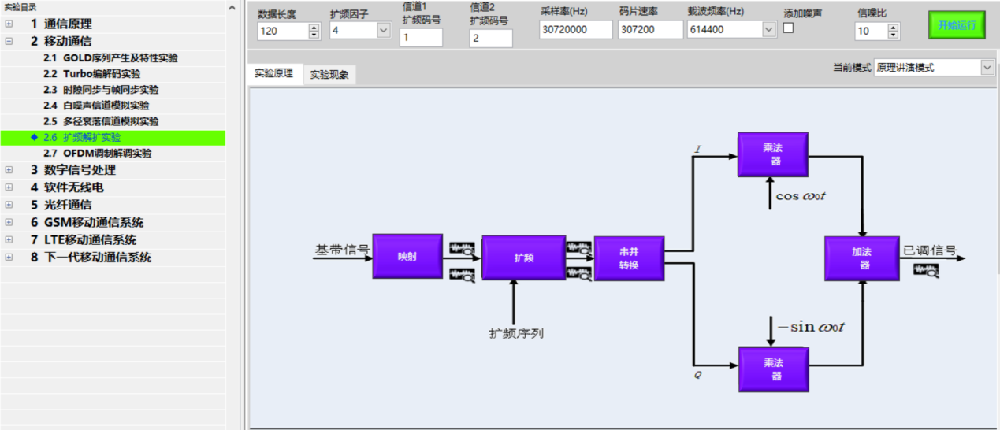 实验目录
1 通信原理
2 移动通信
2.1 GOLD序列产生及特性实验
2.2 Turbo编解码实验
2.3 时隙同步与帧同步实验
2.4 白噪声信道模拟实验
2.5 多径衰落信道模拟实验
2.6 扩频解扩实验
2.7 OFDM调制解调实验
3 数字信号处理
4 软件无线电
5 光纤通信
6 GSM移动通信系统
7 LTE移动通信系统
8 下一代移动通信系统
数据长度
120
扩频因子
4
信道1
扩频码号
1
信道2
扩频码号
2
采样率(Hz)
30720000
码片速率
307200
载波频率(Hz)
614400
添加噪声
信噪比
10
开始运行
实验原理
实验现象
当前模式 原理讲演模式
I
乘法
器
cos ω0t
基带信号
映射
扩频
串并
转换
加法
器
已调信号
扩频序列
-sin ω0t
乘法
器
Q